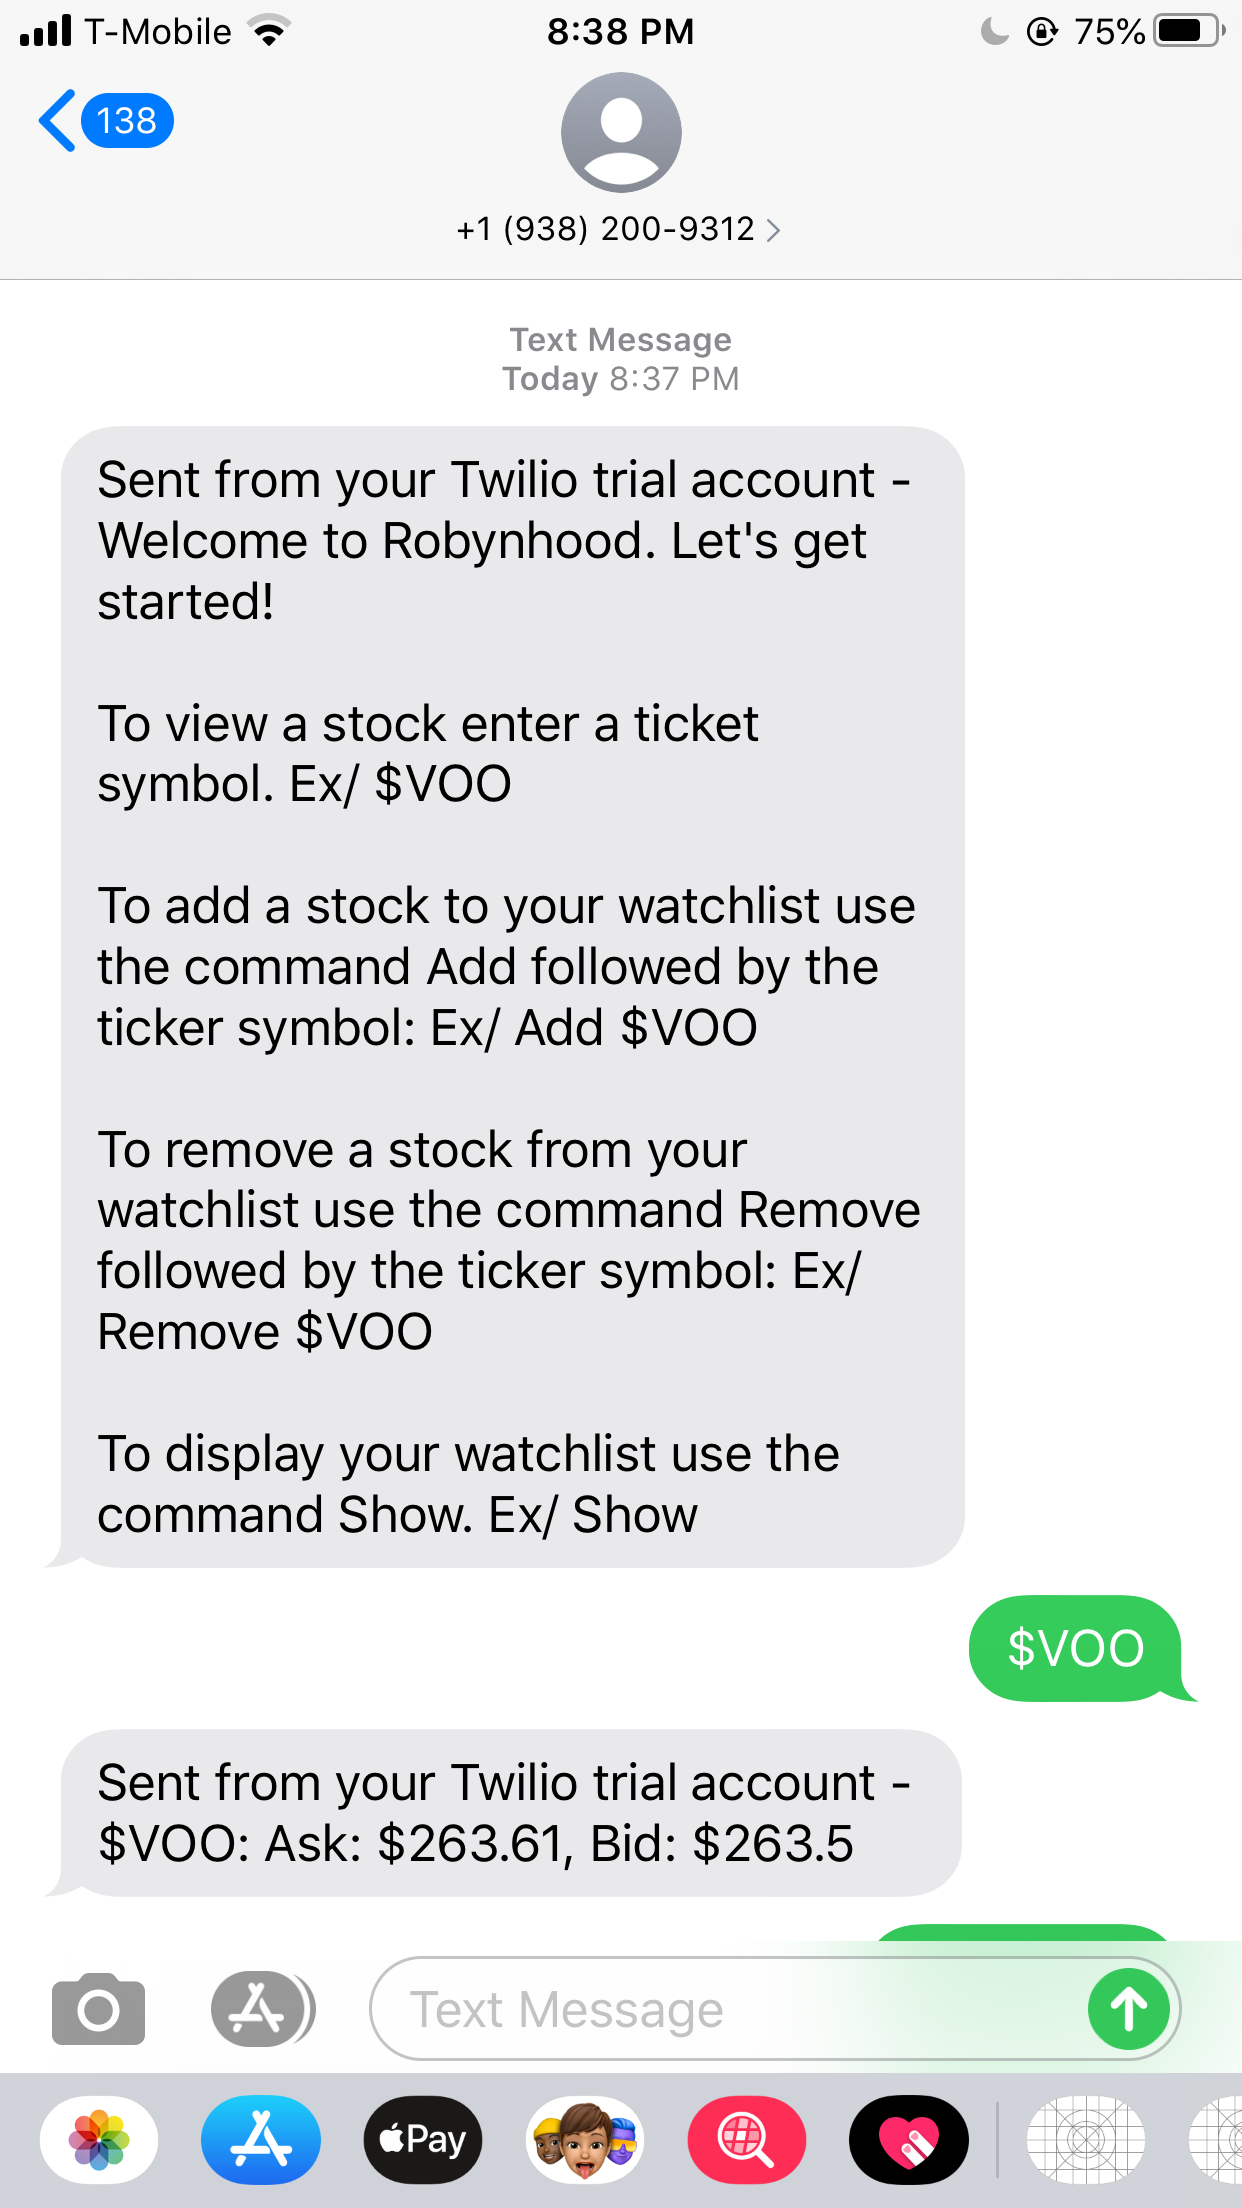 T-Mobile 8:38 PM 75%
138
+1 (938) 200-9312
Text Message
Today 8:37 PM
Sent from your Twilio trial account -
Welcome to Robynhood. Let's get
started!
To view a stock enter a ticket
symbol. Ex/ $VOO
To add a stock to your watchlist use
the command Add followed by the
ticker symbol: Ex/ Add $VOO
To remove a stock from your
watchlist use the command Remove
followed by the ticker symbol: Ex/
Remove $VOO
To display your watchlist use the
command Show. Ex/ Show
$VOO
Sent from your Twilio trial account -
$VOO: Ask: $263.61, Bid: $263.5
Text Message
Pay